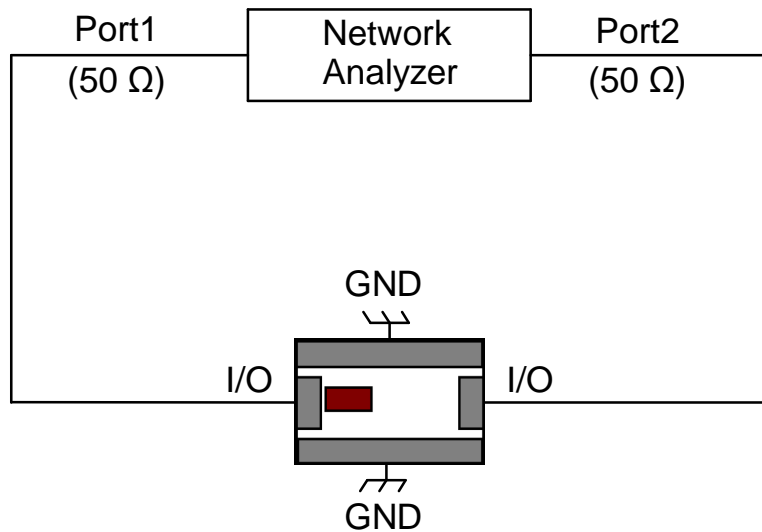 Port1
(50 Ω)
Network
Analyzer
Port2
(50 Ω)
GND
I/O
I/O
GND